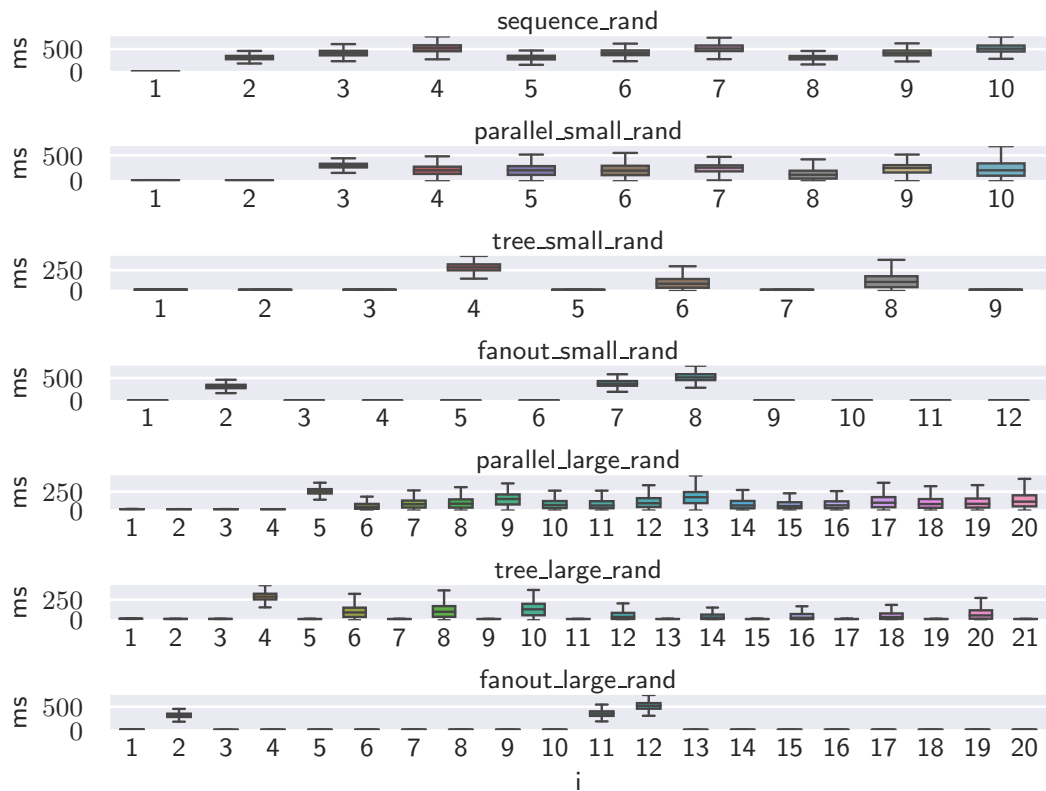 sequence_rand
ms
500
0
1 2 3 4 5 6 7 8 9 10
parallel_small_rand
ms
500
0
1 2 3 4 5 6 7 8 9 10
tree_small_rand
ms
250
0
1 2 3 4 5 6 7 8 9
fanout_small_rand
ms
500
0
1 2 3 4 5 6 7 8 9 10 11 12
parallel_large_rand
ms
250
0
1 2 3 4 5 6 7 8 9 10 11 12 13 14 15 16 17 18 19 20
tree_large_rand
ms
250
0
1 2 3 4 5 6 7 8 9 10 11 12 13 14 15 16 17 18 19 20 21
fanout_large_rand
ms
500
0
1 2 3 4 5 6 7 8 9 10 11 12 13 14 15 16 17 18 19 20
i